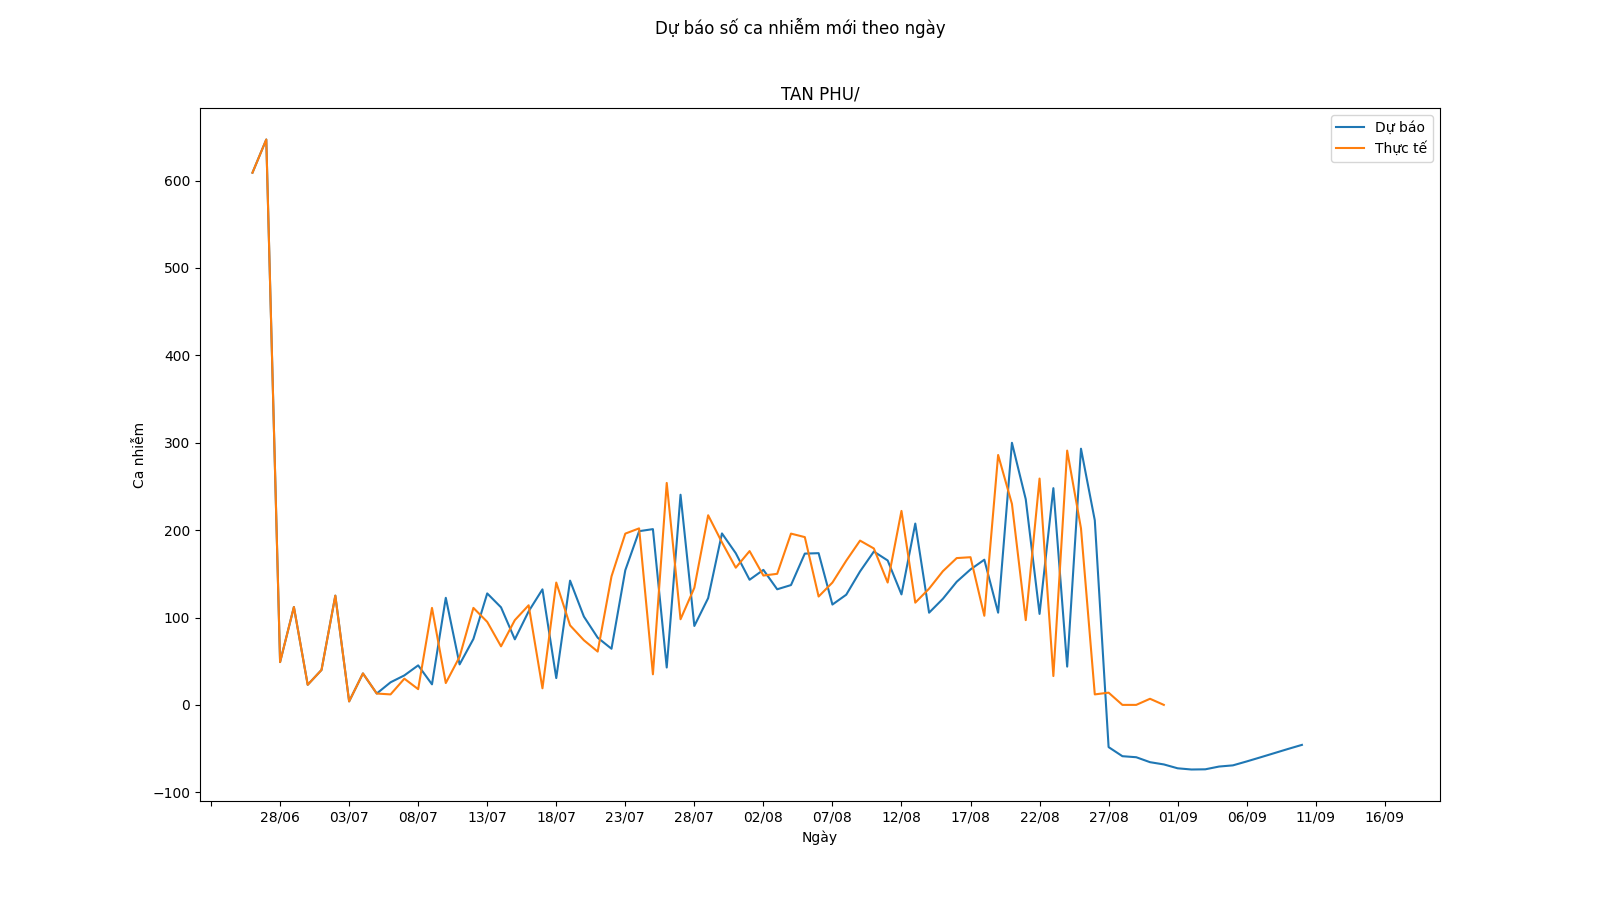 Dự báo số ca nhiễm mới theo ngày
TAN PHU/
Dự báo
Thực tế
600
500
400
300
200
100
0
−100
Ca nhiễm
28/06 03/07 08/07 13/07 18/07 23/07 28/07 02/08 07/08 12/08 17/08 22/08 27/08 01/09 06/09 11/09 16/09
Ngày